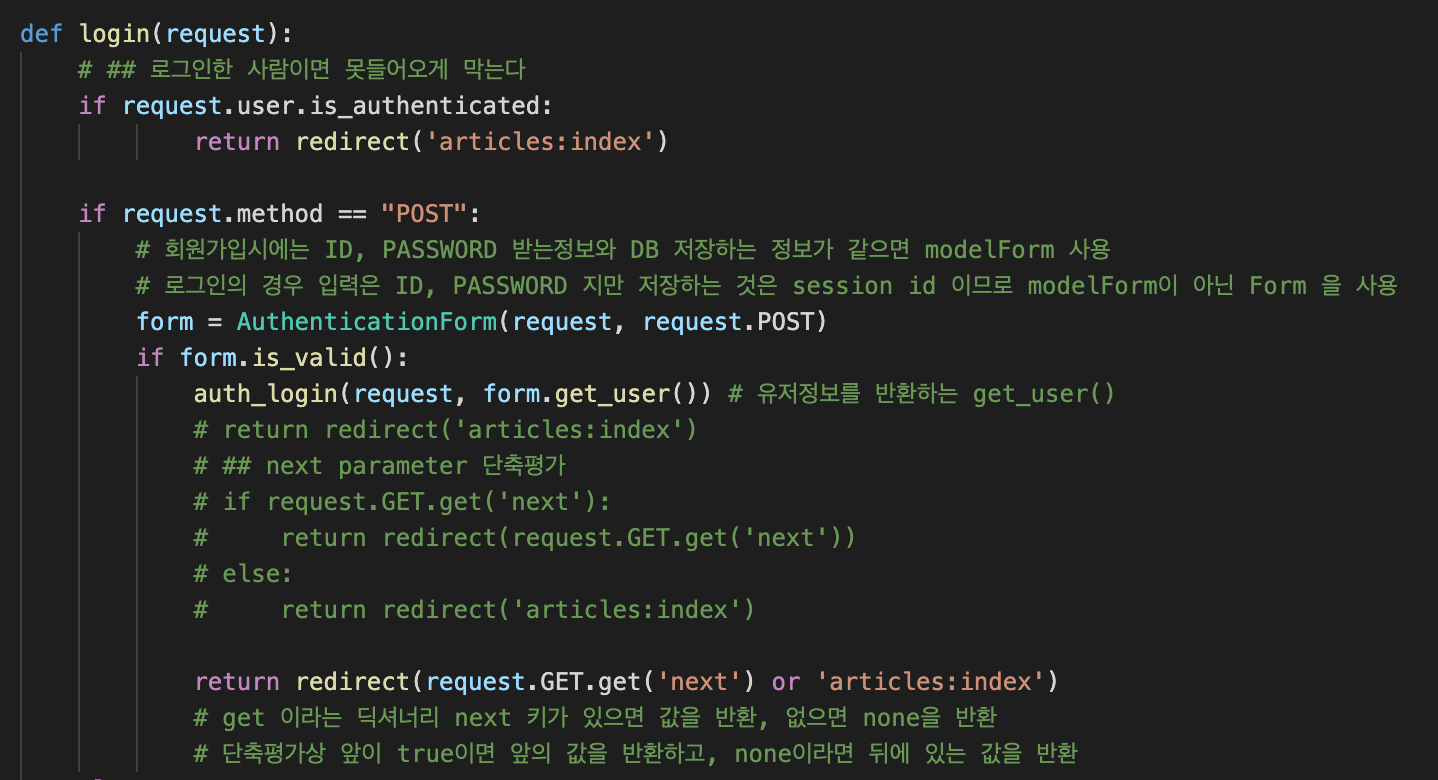 def login(request):
    # ## 로그인한 사람이면 못들어오게 막는다
    if request.user.is_authenticated:
            return redirect('articles:index')

    if request.method == "POST":
        # 회원가입시에는 ID, PASSWORD 받는정보와 DB 저장하는 정보가 같으면 modelForm 사용
        # 로그인의 경우 입력은 ID, PASSWORD 지만 저장하는 것은 session id 이므로 modelForm이 아닌 Form 을 사용
        form = AuthenticationForm(request, request.POST)
        if form.is_valid():
            auth_login(request, form.get_user()) # 유저정보를 반환하는 get_user()
            # return redirect('articles:index')
            # ## next parameter 단축평가
            # if request.GET.get('next'):
            #     return redirect(request.GET.get('next'))
            # else:
            #     return redirect('articles:index')

            return redirect(request.GET.get('next') or 'articles:index')
            # get 이라는 딕셔너리 next 키가 있으면 값을 반환, 없으면 none을 반환
            # 단축평가상 앞이 true이면 앞의 값을 반환하고, none이라면 뒤에 있는 값을 반환